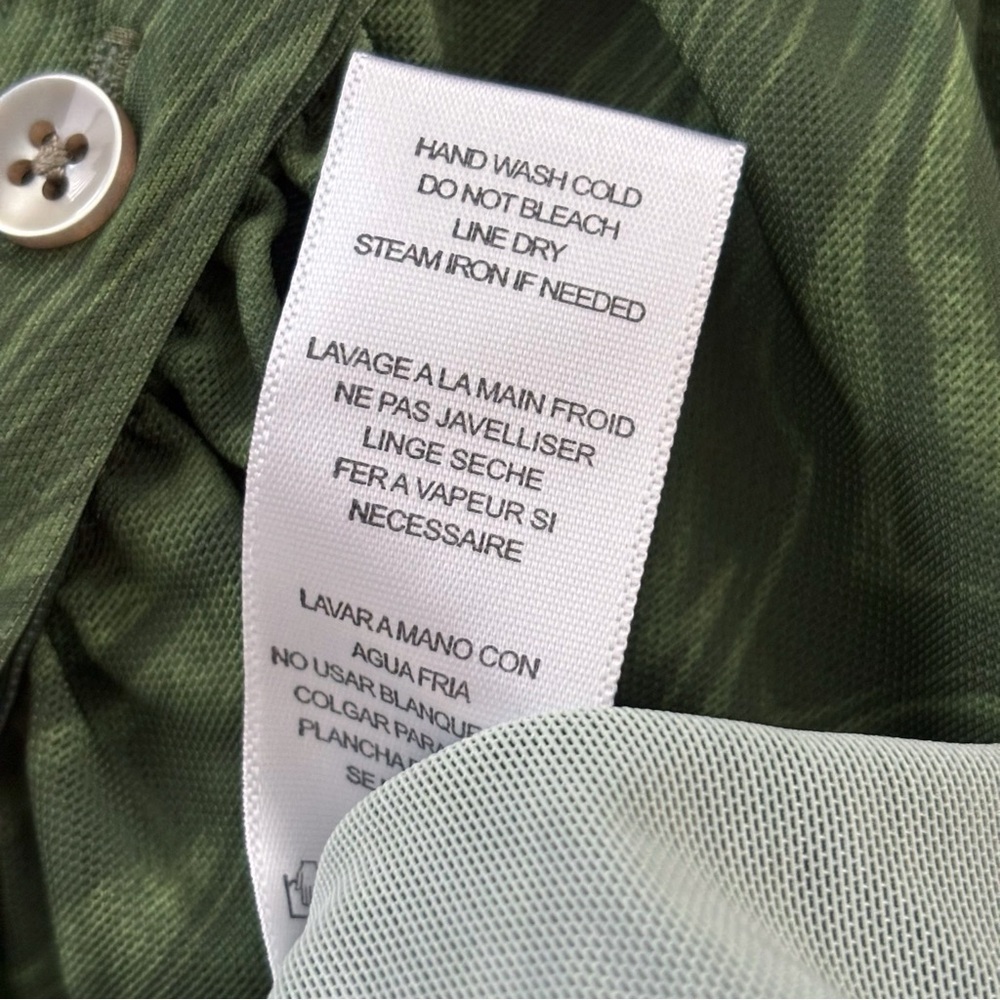 HAND WASH COLD
DO NOT BLEACH
LINE DRY
STEAM IRON IF NEEDED
LAVAGE A LA MAIN FROID
NE PAS JAVELLISER
LINGE SECHE
FER A VAPEUR SI
NECESSAIRE
LAVAR A MANO CON
AGUA FRIA
NO USAR
COLGAR